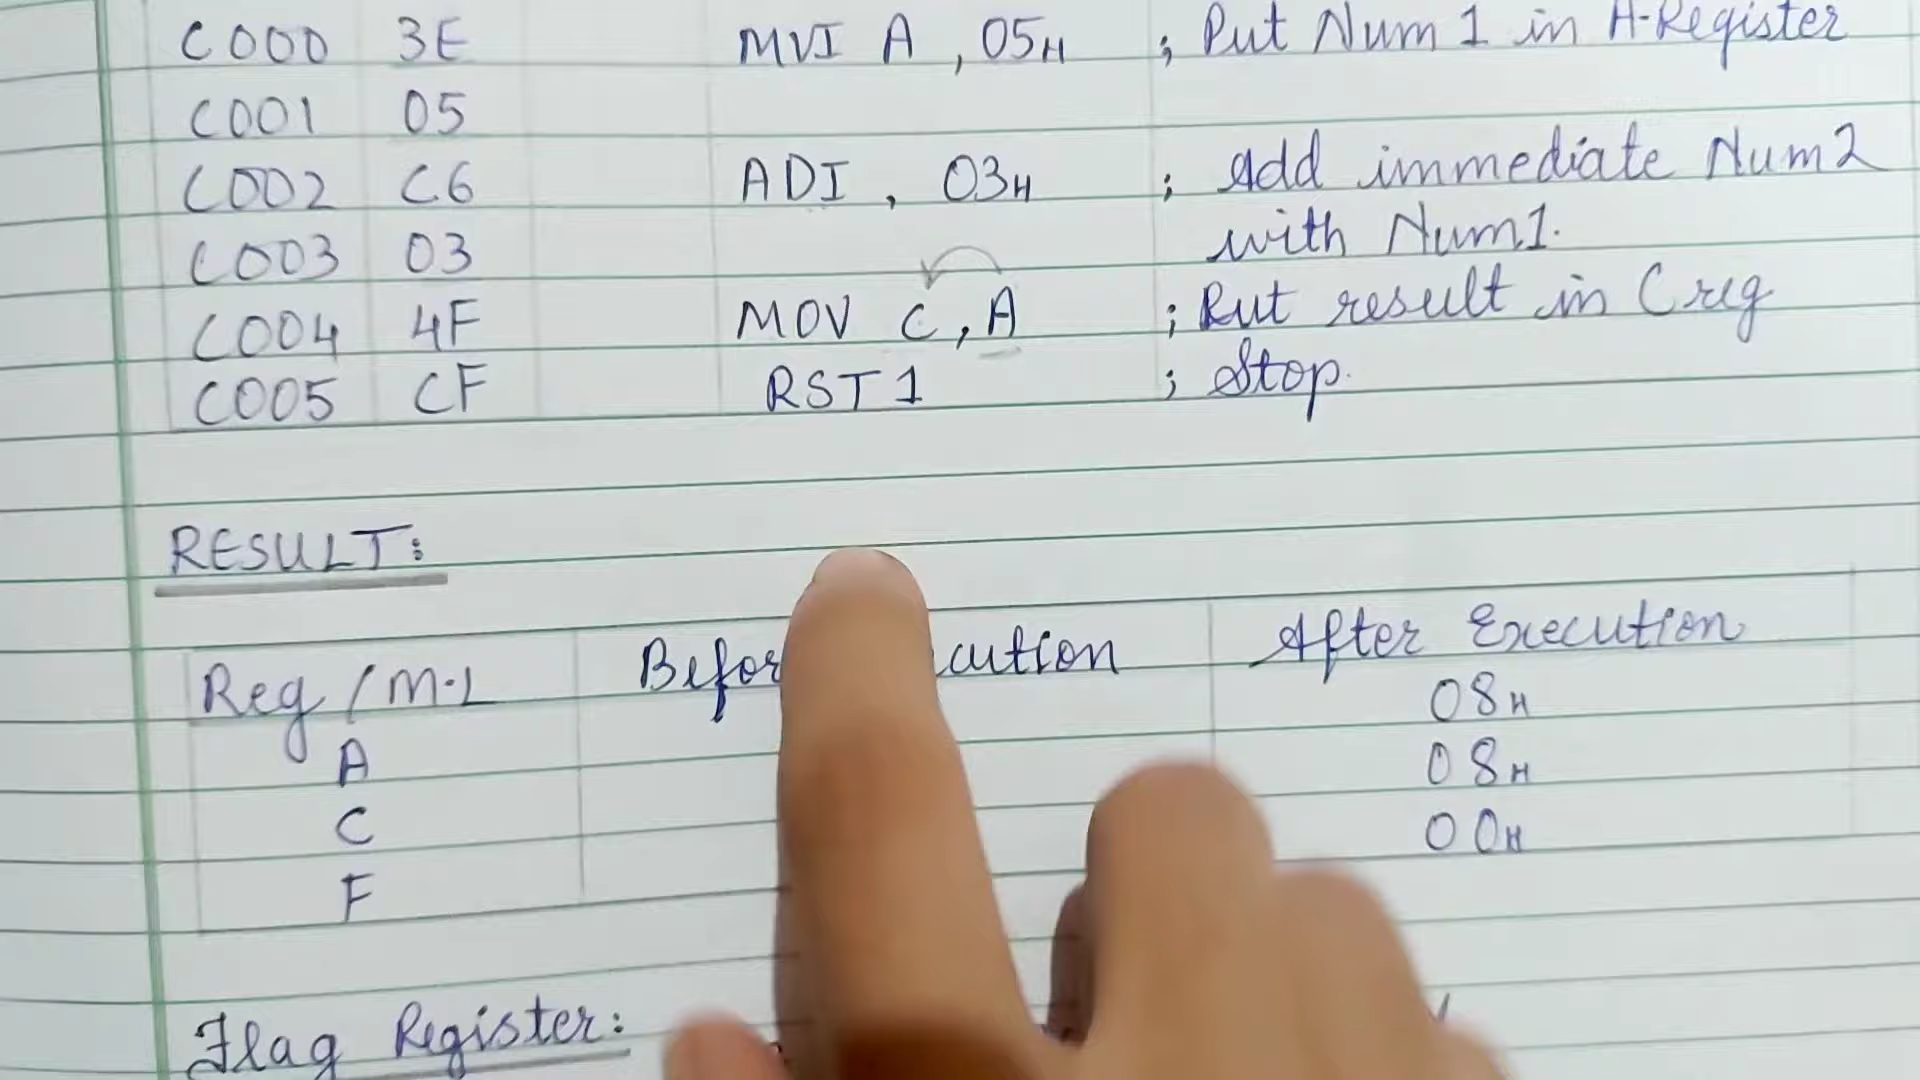 C000 3E MVI A , 05H ; Put Num 1 in A-Register
C001 05
C002 C6 ADI , 03H ; Add immediate Num2
C003 03 with Num1.
C004 4F MOV C , A ; Put result in C reg
C005 CF RST 1 ; Stop.
RESULT:
Reg / M.L After Execution
A 08H
C 08H
F 00H
Flag Register: